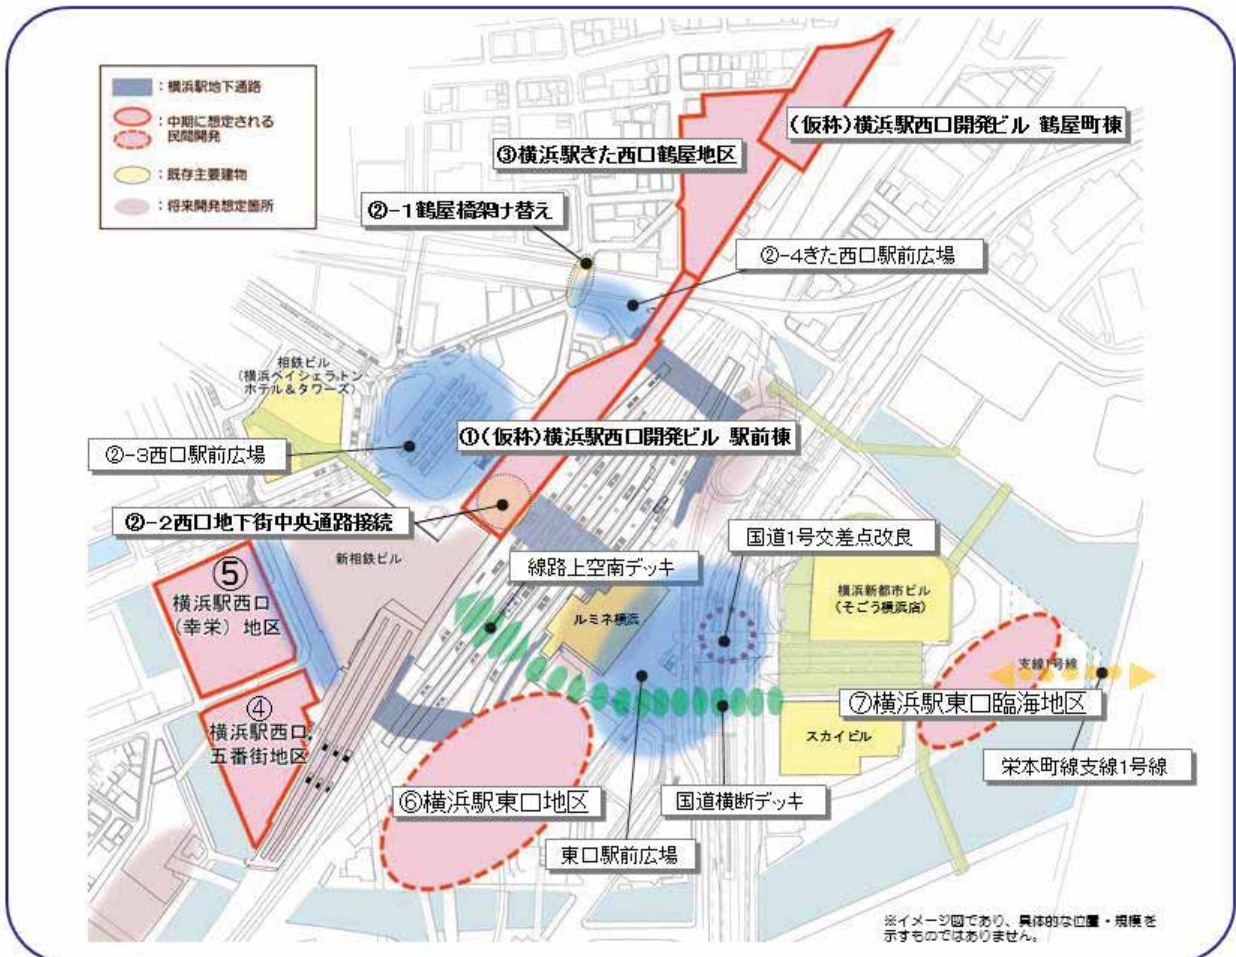 ：横浜駅地下通路
：中期に想定される
民間開発
：既存主要建物
：将来開発想定箇所
（仮称）横浜駅西口開発ビル 鶴屋町棟
③横浜駅きた西口鶴屋地区
②-1鶴屋橋架け替え
②-4きた西口駅前広場
相鉄ビル
（横浜ベイシェラトン
ホテル&タワーズ）
①（仮称）横浜駅西口開発ビル 駅前棟
②-3西口駅前広場
②-2西口地下街中央通路接続
国道1号交差点改良
新相鉄ビル
線路上空南デッキ
⑤
横浜駅西口
（幸栄）地区
横浜新都市ビル
（そごう横浜店）
ルミネ横浜
支線1号線
④
横浜駅西口
五番街地区
⑦横浜駅東口臨海地区
スカイビル
栄本町線支線1号線
⑥横浜駅東口地区
国道横断デッキ
東口駅前広場
※イメージ図であり、具体的な位置・規模を
示すものではありません。